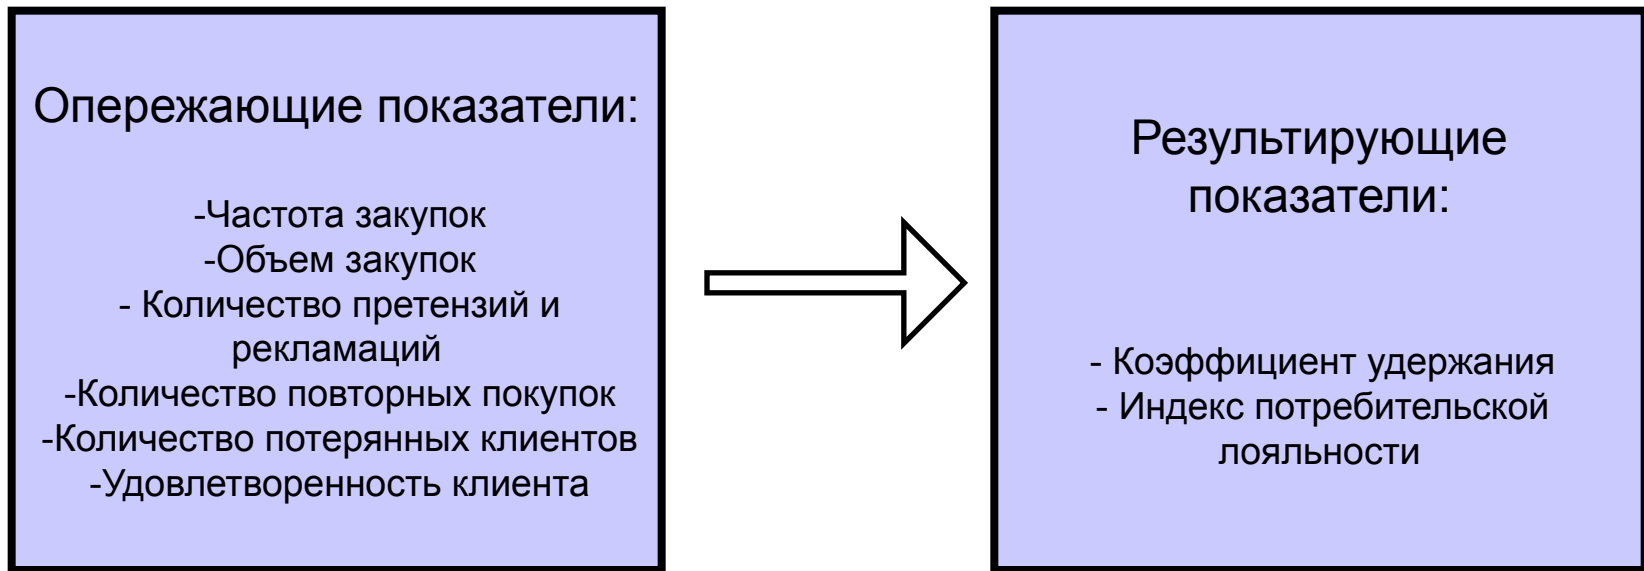 Опережающие показатели:
-Частота закупок
-Объем закупок
- Количество претензий и
рекламаций
-Количество повторных покупок
-Количество потерянных клиентов
-Удовлетворенность клиента
Результирующие
показатели:
- Коэффициент удержания
- Индекс потребительской
лояльности